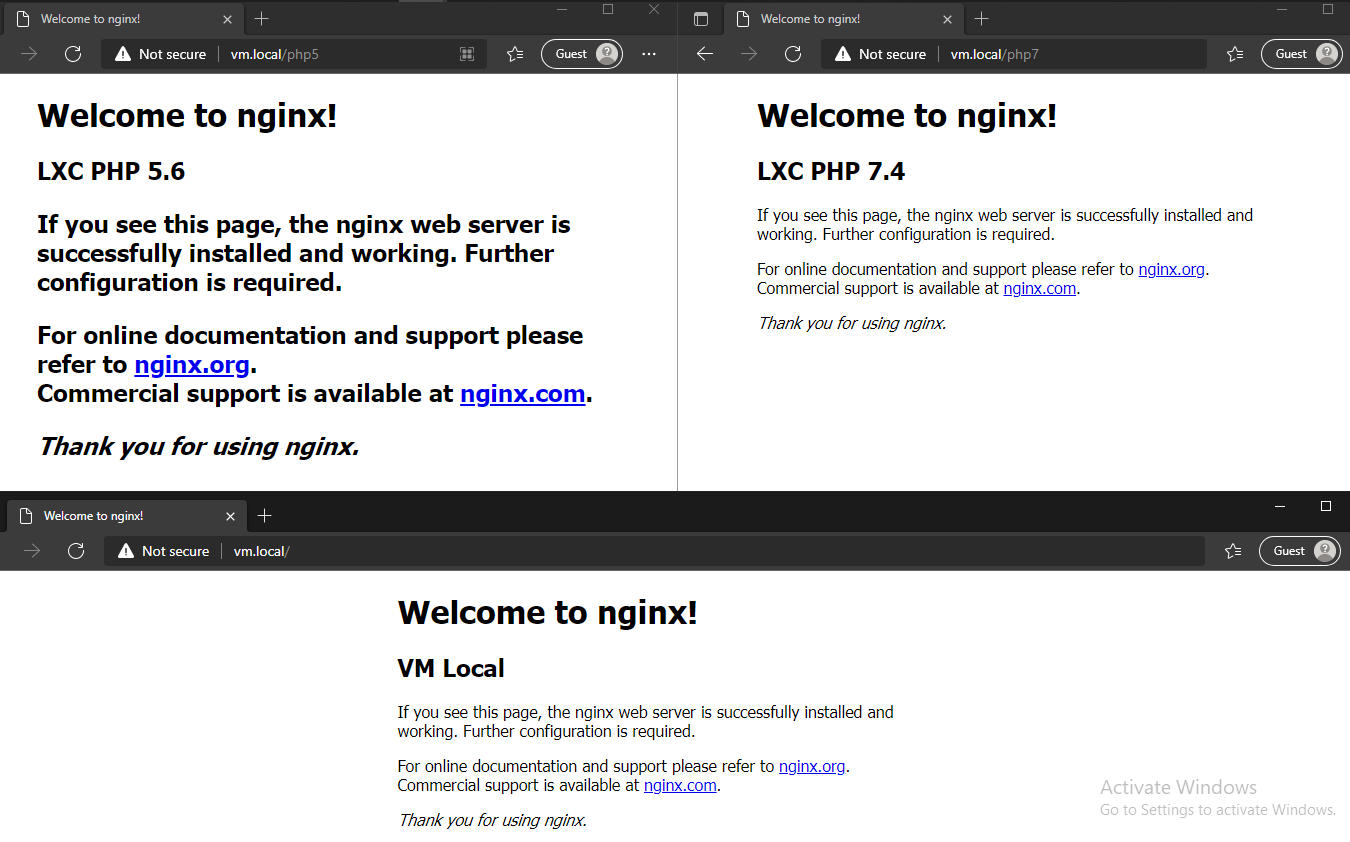 Welcome to nginx!
Not secure
vm.local/php5
Guest
Welcome to nginx!
LXC PHP 5.6
If you see this page, the nginx web server is
successfully installed and working. Further
configuration is required.
For online documentation and support please
refer to nginx.org.
Commercial support is available at nginx.com.
Thank you for using nginx.
Welcome to nginx!
Not secure
vm.local/php7
Guest
Welcome to nginx!
LXC PHP 7.4
If you see this page, the nginx web server is successfully installed and
working. Further configuration is required.
For online documentation and support please refer to nginx.org.
Commercial support is available at nginx.com.
Thank you for using nginx.
Welcome to nginx!
Not secure
vm.local/
Guest
Welcome to nginx!
VM Local
If you see this page, the nginx web server is successfully installed and
working. Further configuration is required.
For online documentation and support please refer to nginx.org.
Commercial support is available at nginx.com.
Thank you for using nginx.
Activate Windows
Go to Settings to activate Windows.